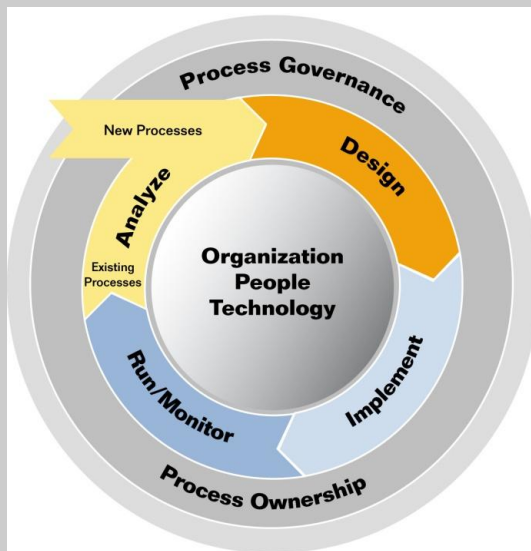 Process Governance
New Processes
Design
Analyze
Existing
Processes
Organization
People
Technology
Implement
Run/Monitor
Process Ownership